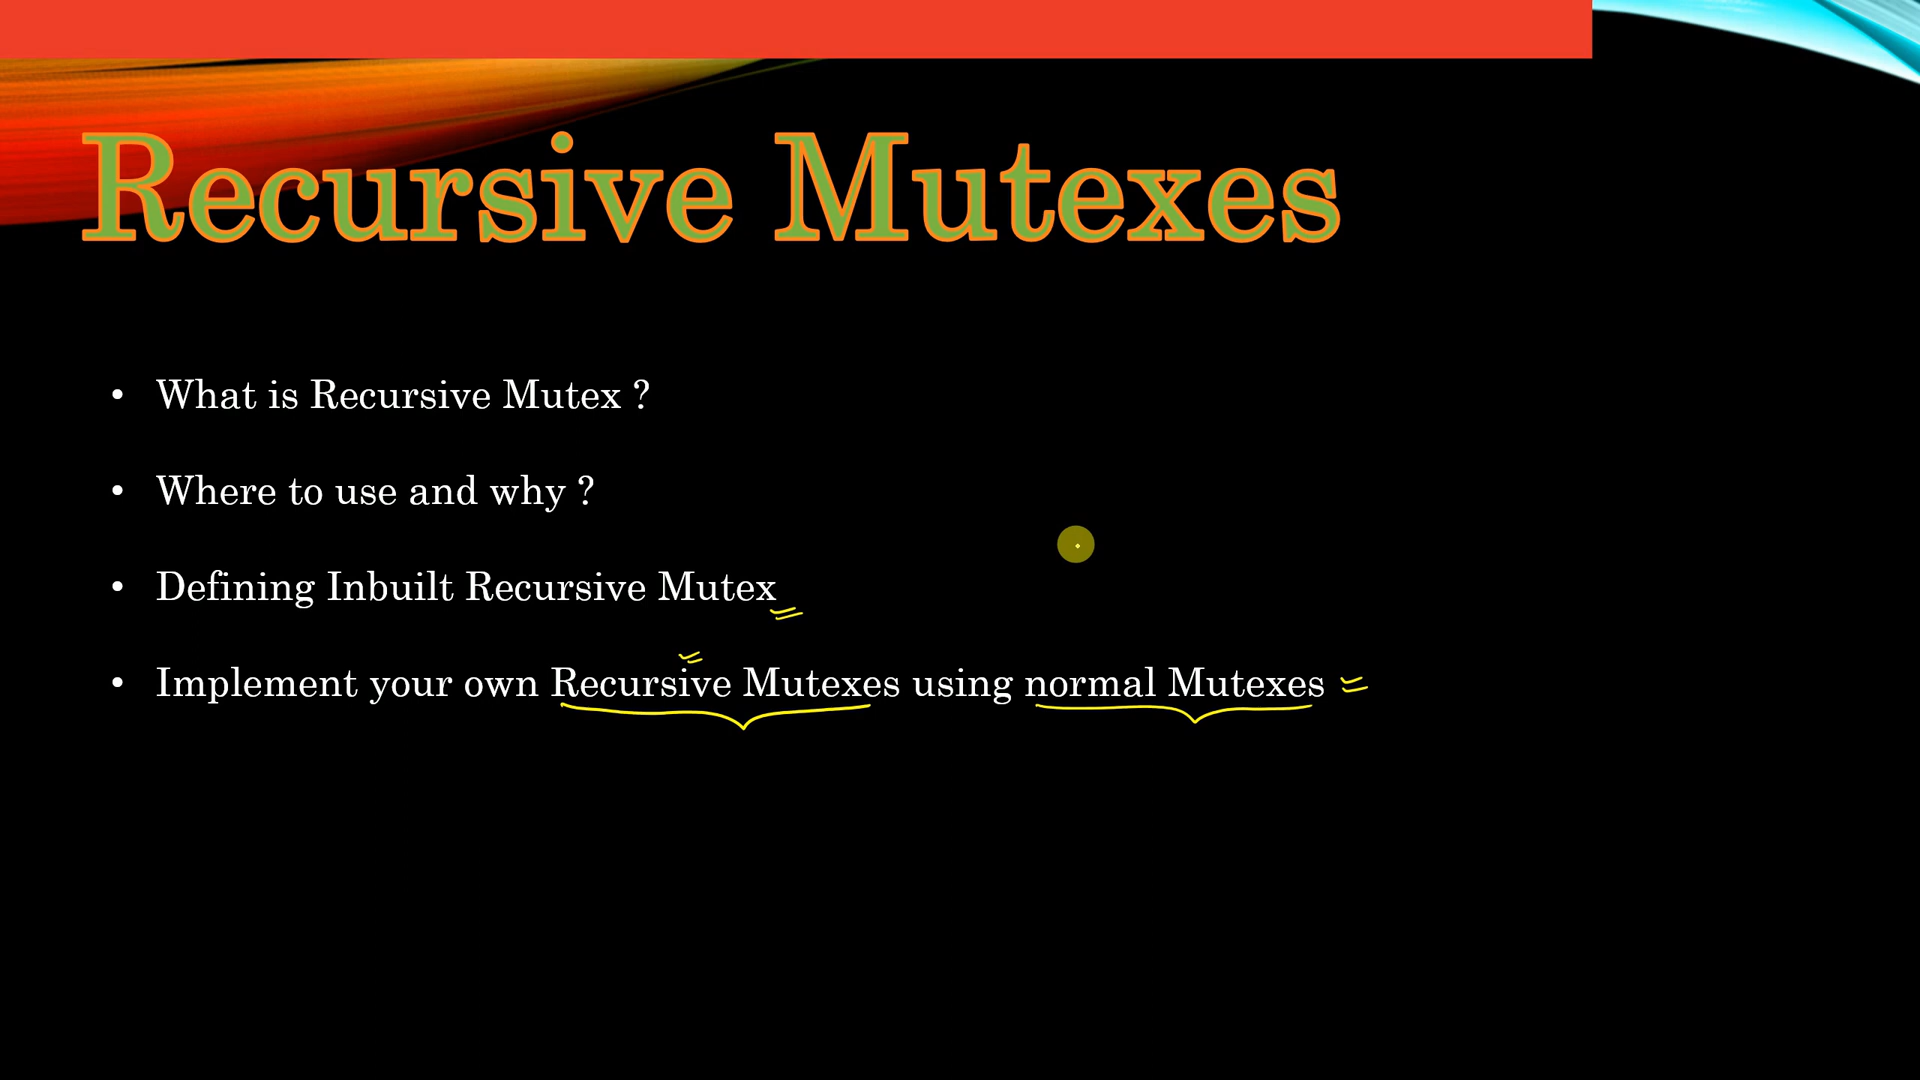 Recursive Mutexes
• What is Recursive Mutex ?
• Where to use and why ?
• Defining Inbuilt Recursive Mutex
• Implement your own Recursive Mutexes using normal Mutexes